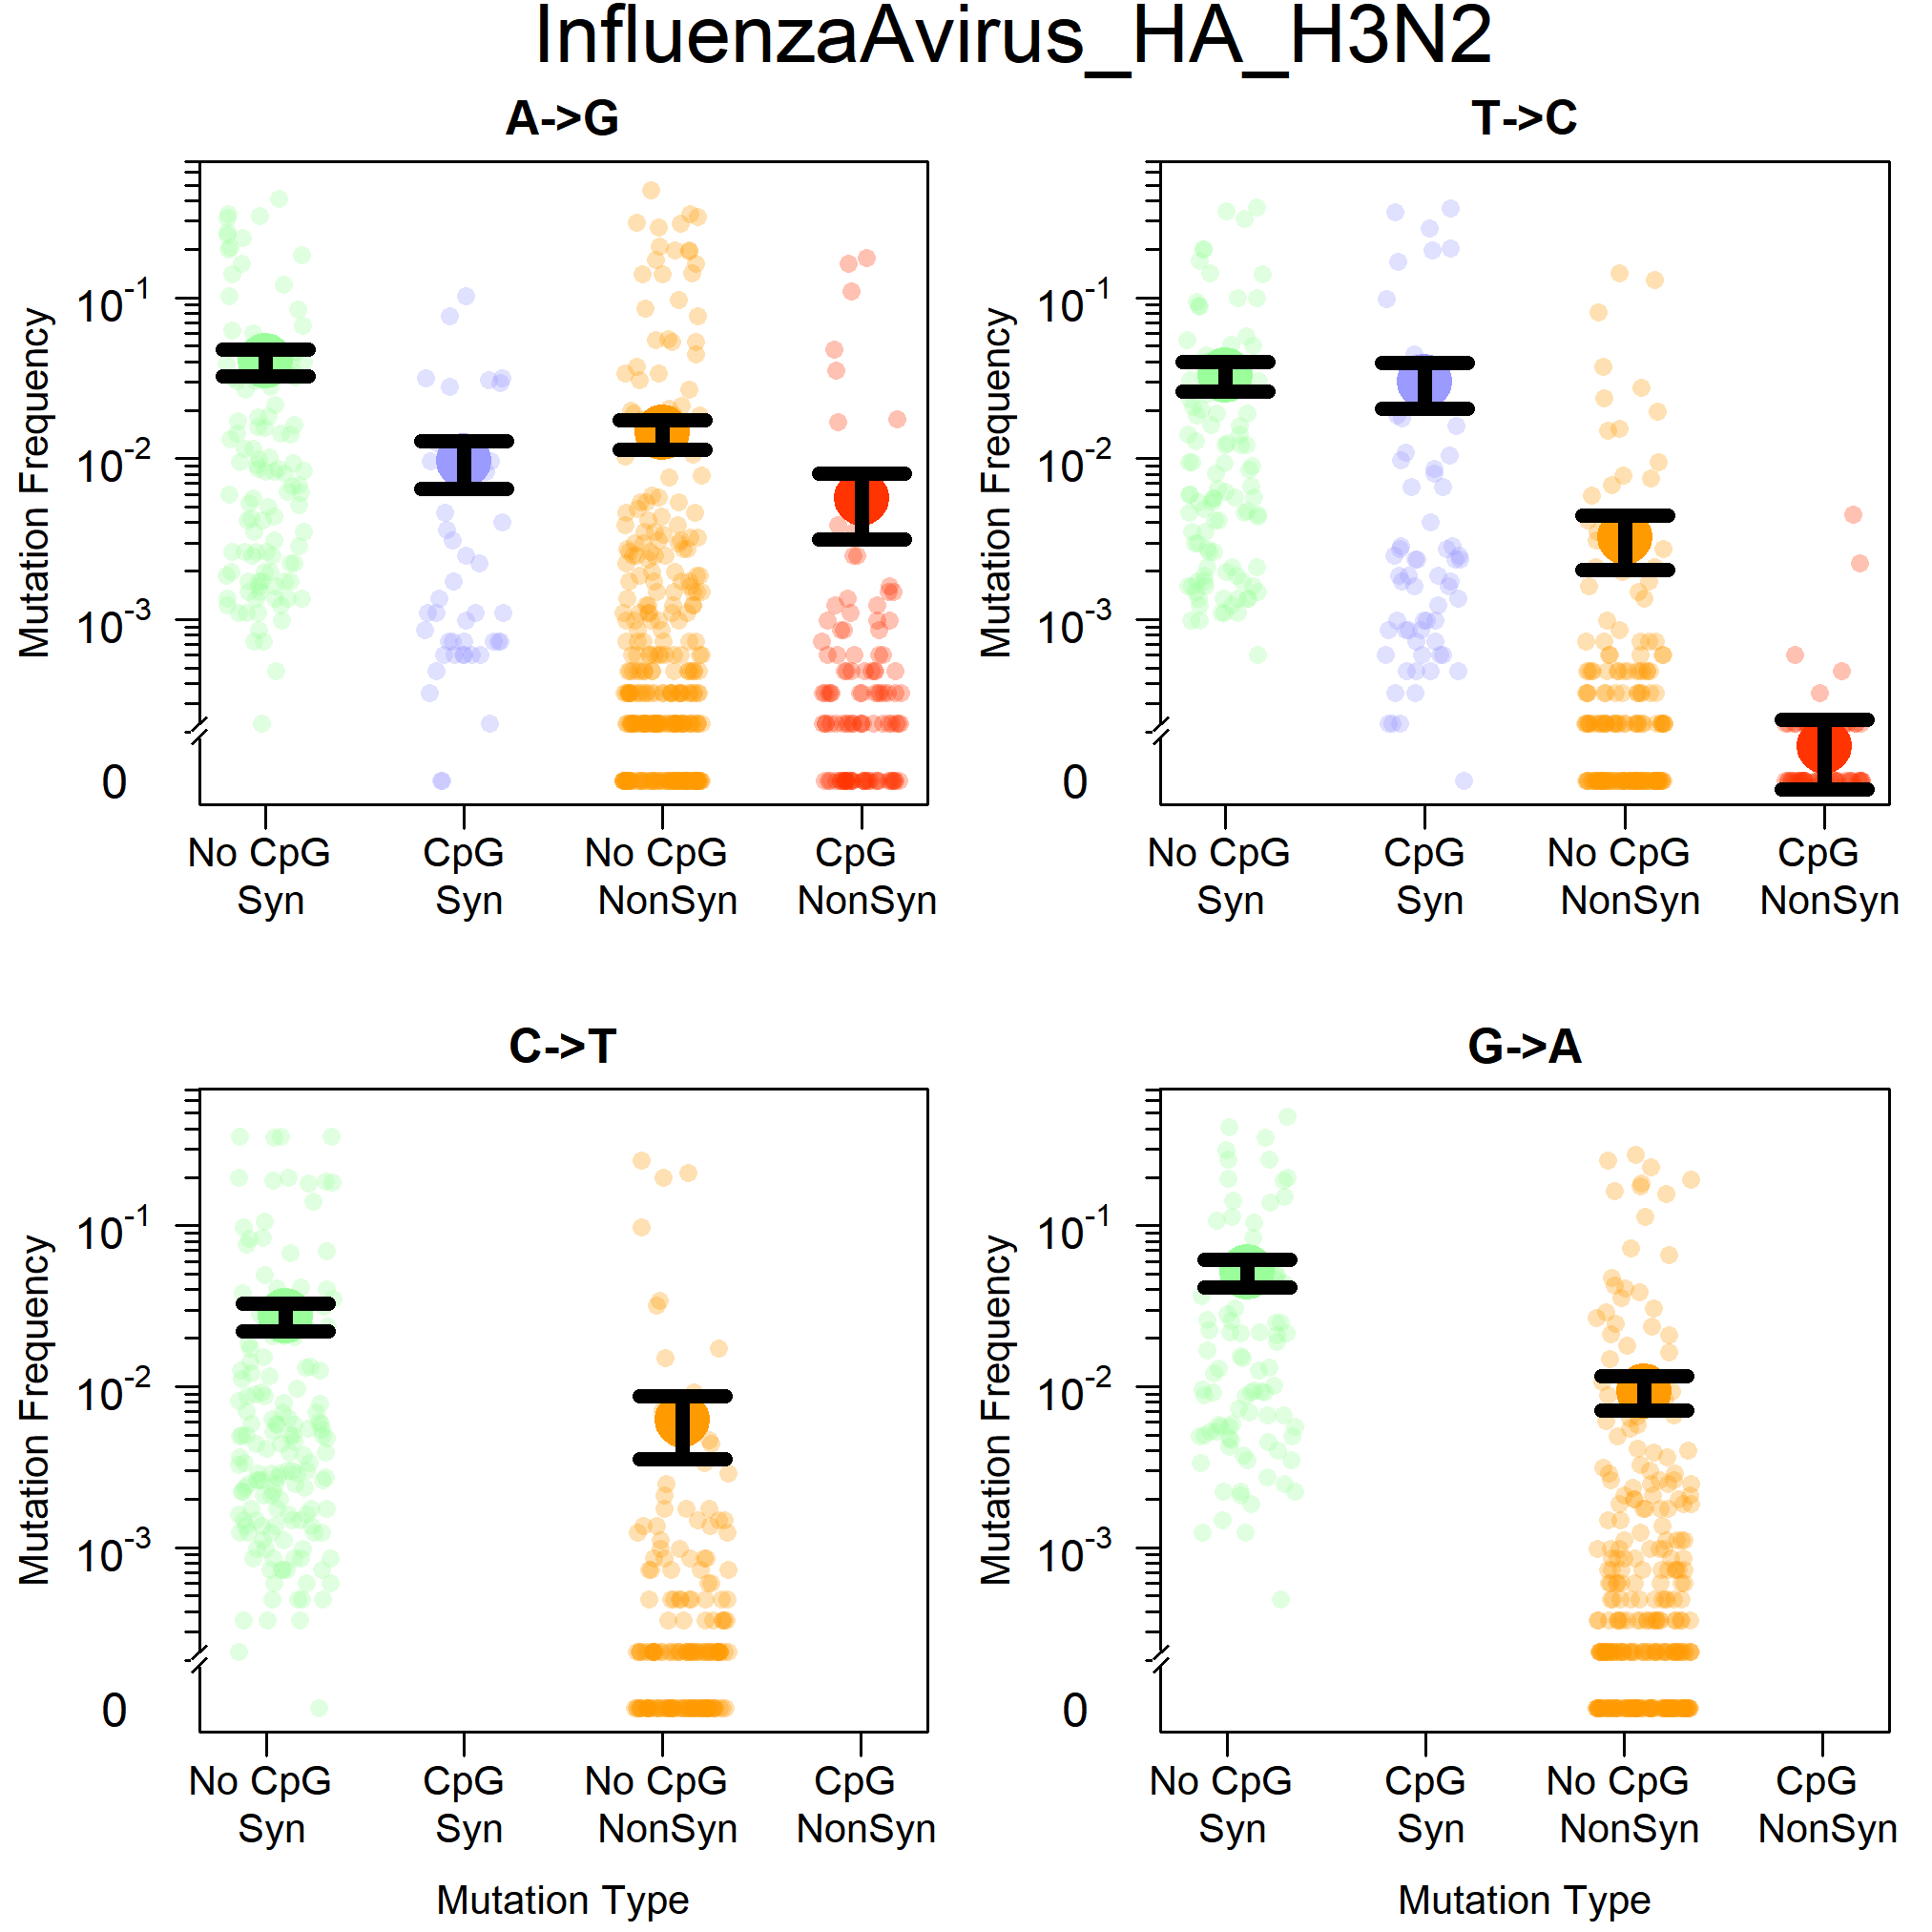 InfluenzaAvirus_HA_H3N2
A->G
Mutation Frequency
10-1
10-2
10-3
0
No CpG CpG No CpG CpG
Syn Syn NonSyn NonSyn
T->C
Mutation Frequency
10-1
10-2
10-3
0
No CpG CpG No CpG CpG
Syn Syn NonSyn NonSyn
C->T
Mutation Frequency
10-1
10-2
10-3
0
No CpG CpG No CpG CpG
Syn Syn NonSyn NonSyn
Mutation Type
G->A
Mutation Frequency
10-1
10-2
10-3
0
No CpG CpG No CpG CpG
Syn Syn NonSyn NonSyn
Mutation Type